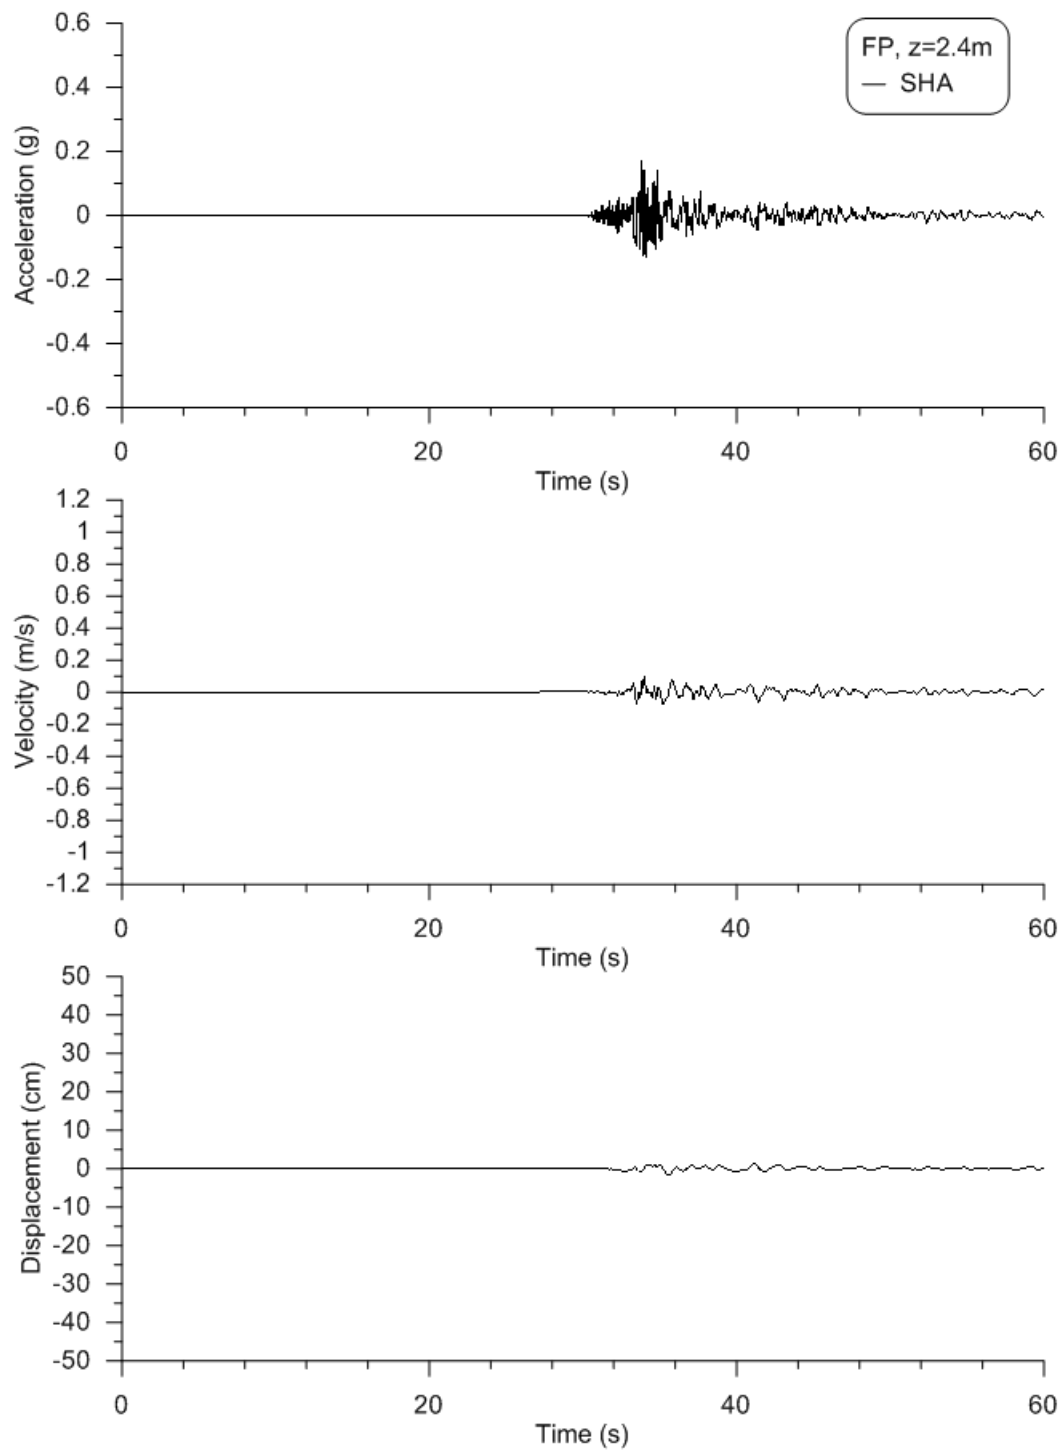 0.6
FP, z=2.4m
— SHA
0.4
0.2
0
-0.2
-0.4
-0.6
Acceleration (g)
0 20 40 60
Time (s)
1.2
1
0.8
0.6
0.4
0.2
0
-0.2
-0.4
-0.6
-0.8
-1
-1.2
Velocity (m/s)
0 20 40 60
Time (s)
50
40
30
20
10
0
-10
-20
-30
-40
-50
Displacement (cm)
0 20 40 60
Time (s)